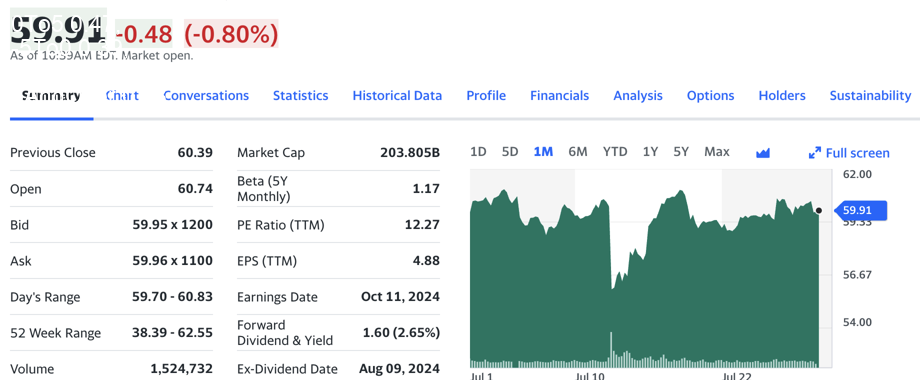 59.91 -0.48 (-0.80%)
As of 10:39AM EDT. Market open.
Summary Chart Conversations Statistics Historical Data Profile Financials Analysis Options Holders Sustainability
Previous Close 60.39
Open 60.74
Bid 59.95 x 1200
Ask 59.96 x 1100
Day's Range 59.70 - 60.83
52 Week Range 38.39 - 62.55
Volume 1,524,732
Market Cap 203.805B
Beta (5Y
Monthly) 1.17
PE Ratio (TTM) 12.27
EPS (TTM) 4.88
Earnings Date Oct 11, 2024
Forward
Dividend & Yield 1.60 (2.65%)
Ex-Dividend Date Aug 09, 2024
1D 5D 1M 6M YTD 1Y 5Y Max Full screen
62.00
59.91
59.33
56.67
54.00
Jul 1 Jul 10 Jul 22